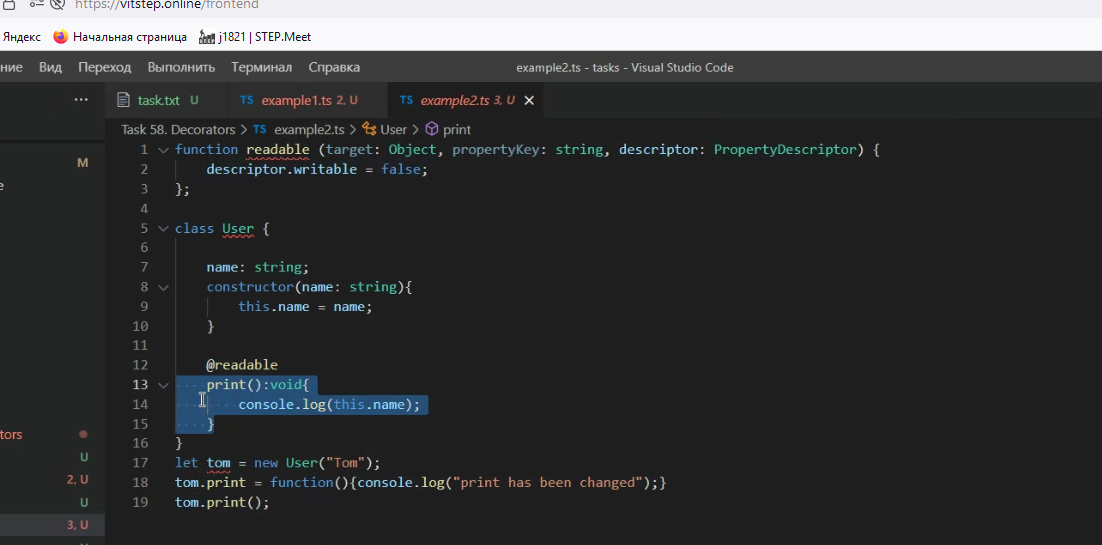 https://vitstep.online/frontend
Яндекс Начальная страница j1821 | STEP.Meet
ние Вид Переход Выполнить Терминал Справка example2.ts - tasks - Visual Studio Code
... task.txt U TS example1.ts 2, U TS example2.ts 3, U
Task 58. Decorators > TS example2.ts > User > print
1 function readable (target: Object, propertyKey: string, descriptor: PropertyDescriptor) {
2 descriptor.writable = false;
3 };
4
5 class User {
6
7 name: string;
8 constructor(name: string){
9 this.name = name;
10 }
11
12 @readable
13 print():void{
14 console.log(this.name);
15 }
16 }
17 let tom = new User("Tom");
18 tom.print = function(){console.log("print has been changed");}
19 tom.print();
M
e
tors
U
2, U
U
3, U